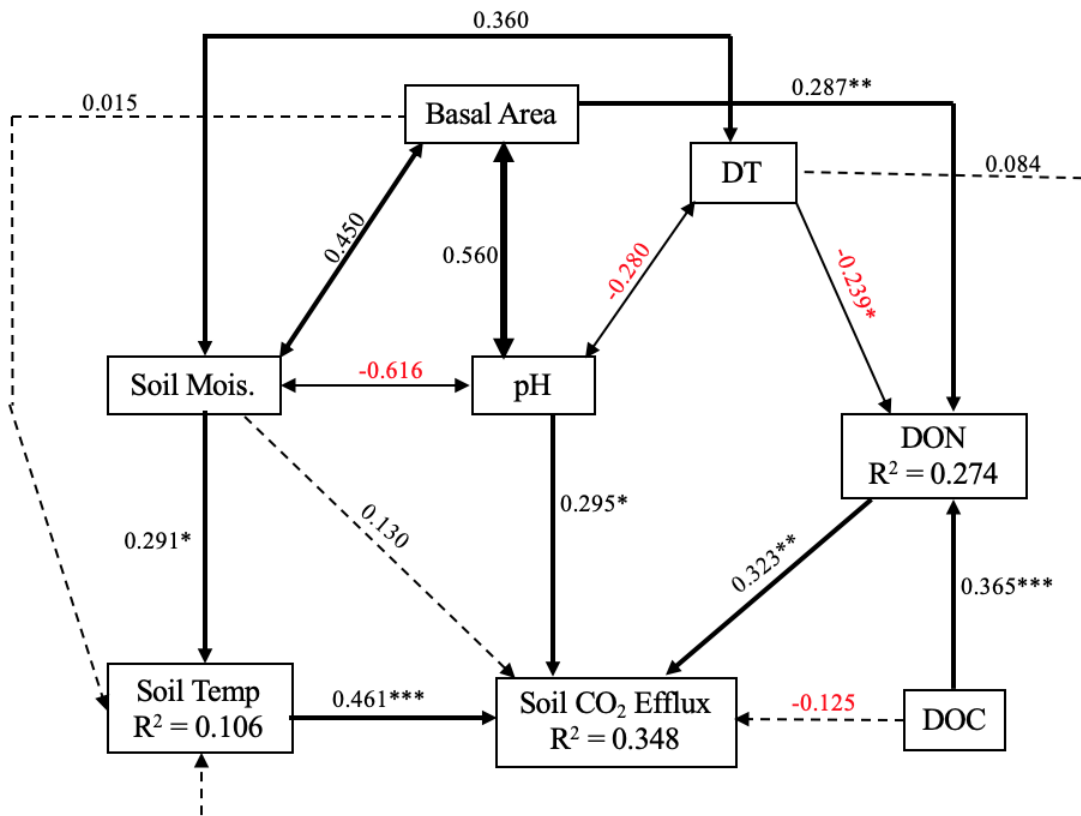 0.360
0.015
Basal Area
0.287**
DT
0.084
0.450
0.560
-0.280
-0.239*
Soil Mois.
-0.616
pH
DON
R² = 0.274
0.291*
0.130
0.295*
0.323**
0.365***
Soil Temp
R² = 0.106
0.461***
Soil CO₂ Efflux
R² = 0.348
-0.125
DOC